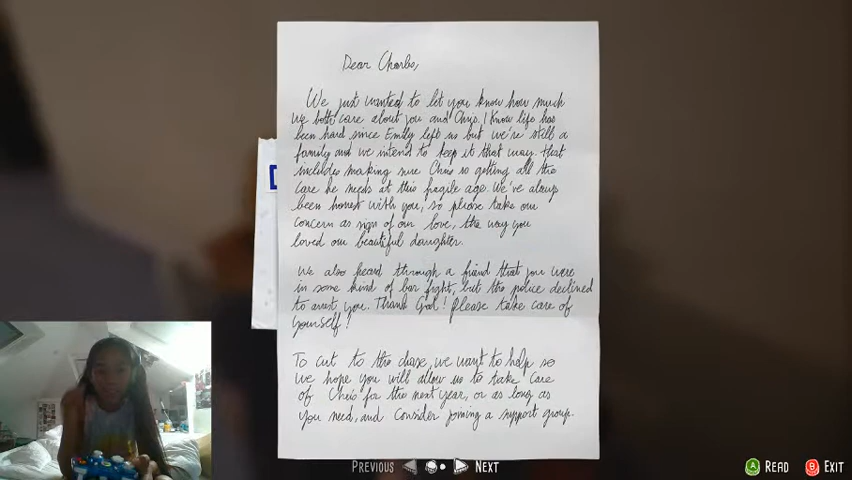 Dear Charles,
We just wanted to let you know how much
we both care about you and Chris. I know life has
been hard since Emily left us but we're still a
family and we intend to keep it that way. That
includes making sure Chris is getting all the
care he needs at this fragile age. We've always
been honest with you, so please take our
concern as sign of our love, the way you
loved our beautiful daughter.
We also heard through a friend that you were
in some kind of bar fight, but the police declined
to arrest you. Thank God! Please take care of
yourself!
To cut to the chase, we want to help so
we hope you will allow us to take care
of Chris for the next year, or as long as
you need, and consider joining a support group.
PREVIOUS NEXT
A READ B EXIT